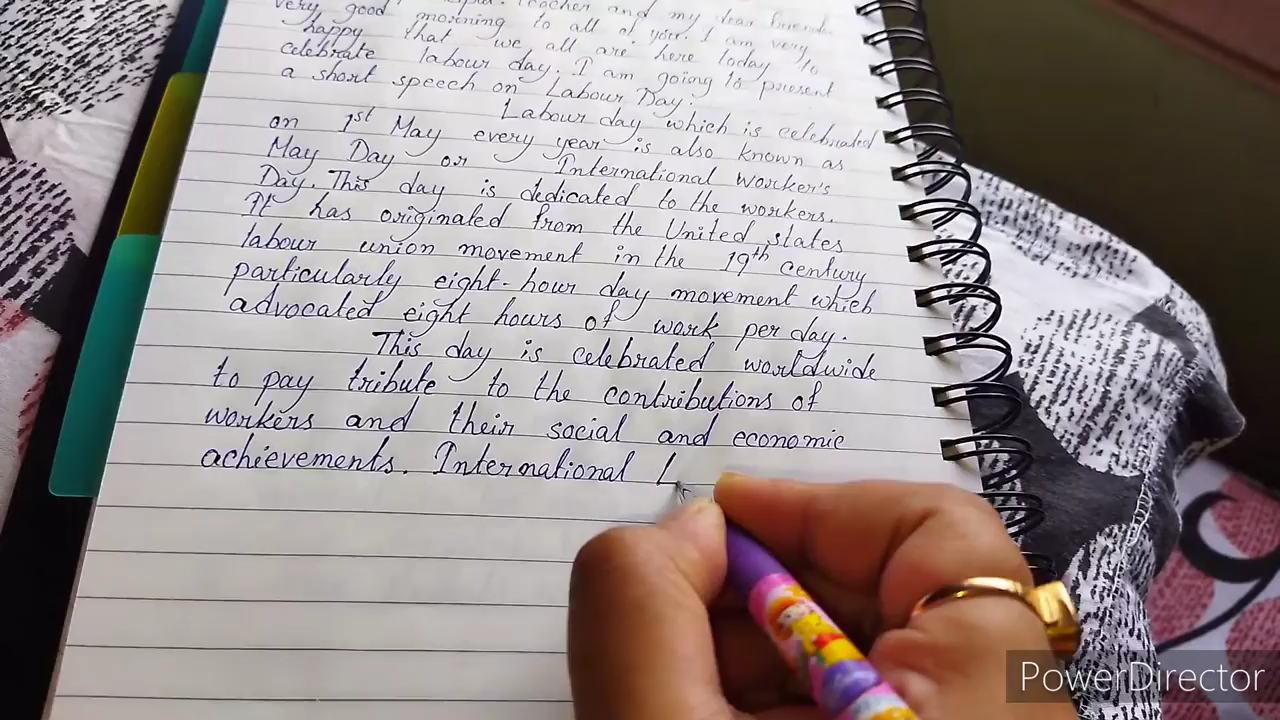 Teacher and my dear friends
very good morning to all of you. I am very
happy that we all are here today to
celebrate labour day. I am going to present
a short speech on Labour Day.
Labour day which is celebrated
on 1st May every year is also known as
May Day or International Worker's
Day. This day is dedicated to the workers.
It has originated from the United states
labour union movement in the 19th century
particularly eight-hour day movement which
advocated eight hours of work per day.
This day is celebrated worldwide
to pay tribute to the contributions of
workers and their social and economic
achievements. International L
PowerDirector